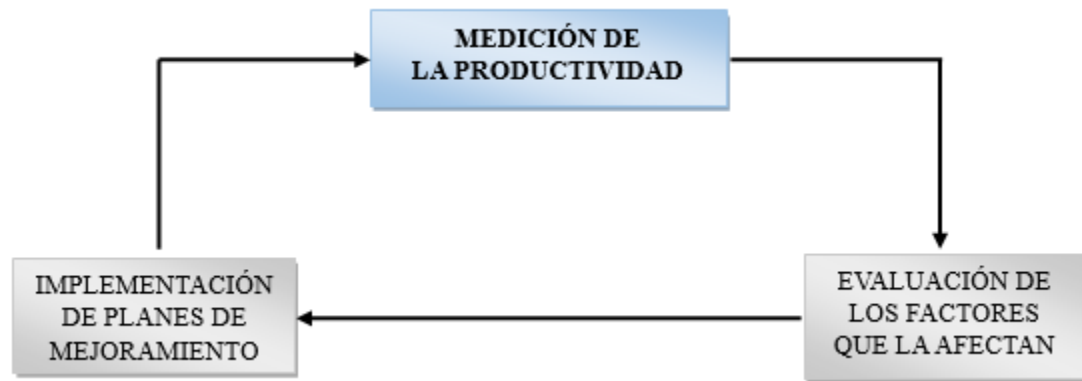 MEDICIÓN DE
LA PRODUCTIVIDAD
EVALUACIÓN DE
LOS FACTORES
QUE LA AFECTAN
IMPLEMENTACIÓN
DE PLANES DE
MEJORAMIENTO